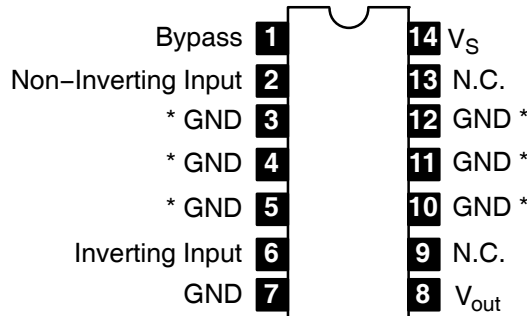 Bypass 1 14 VS
Non–Inverting Input 2 13 N.C.
* GND 3 12 GND *
* GND 4 11 GND *
* GND 5 10 GND *
Inverting Input 6 9 N.C.
GND 7 8 Vout